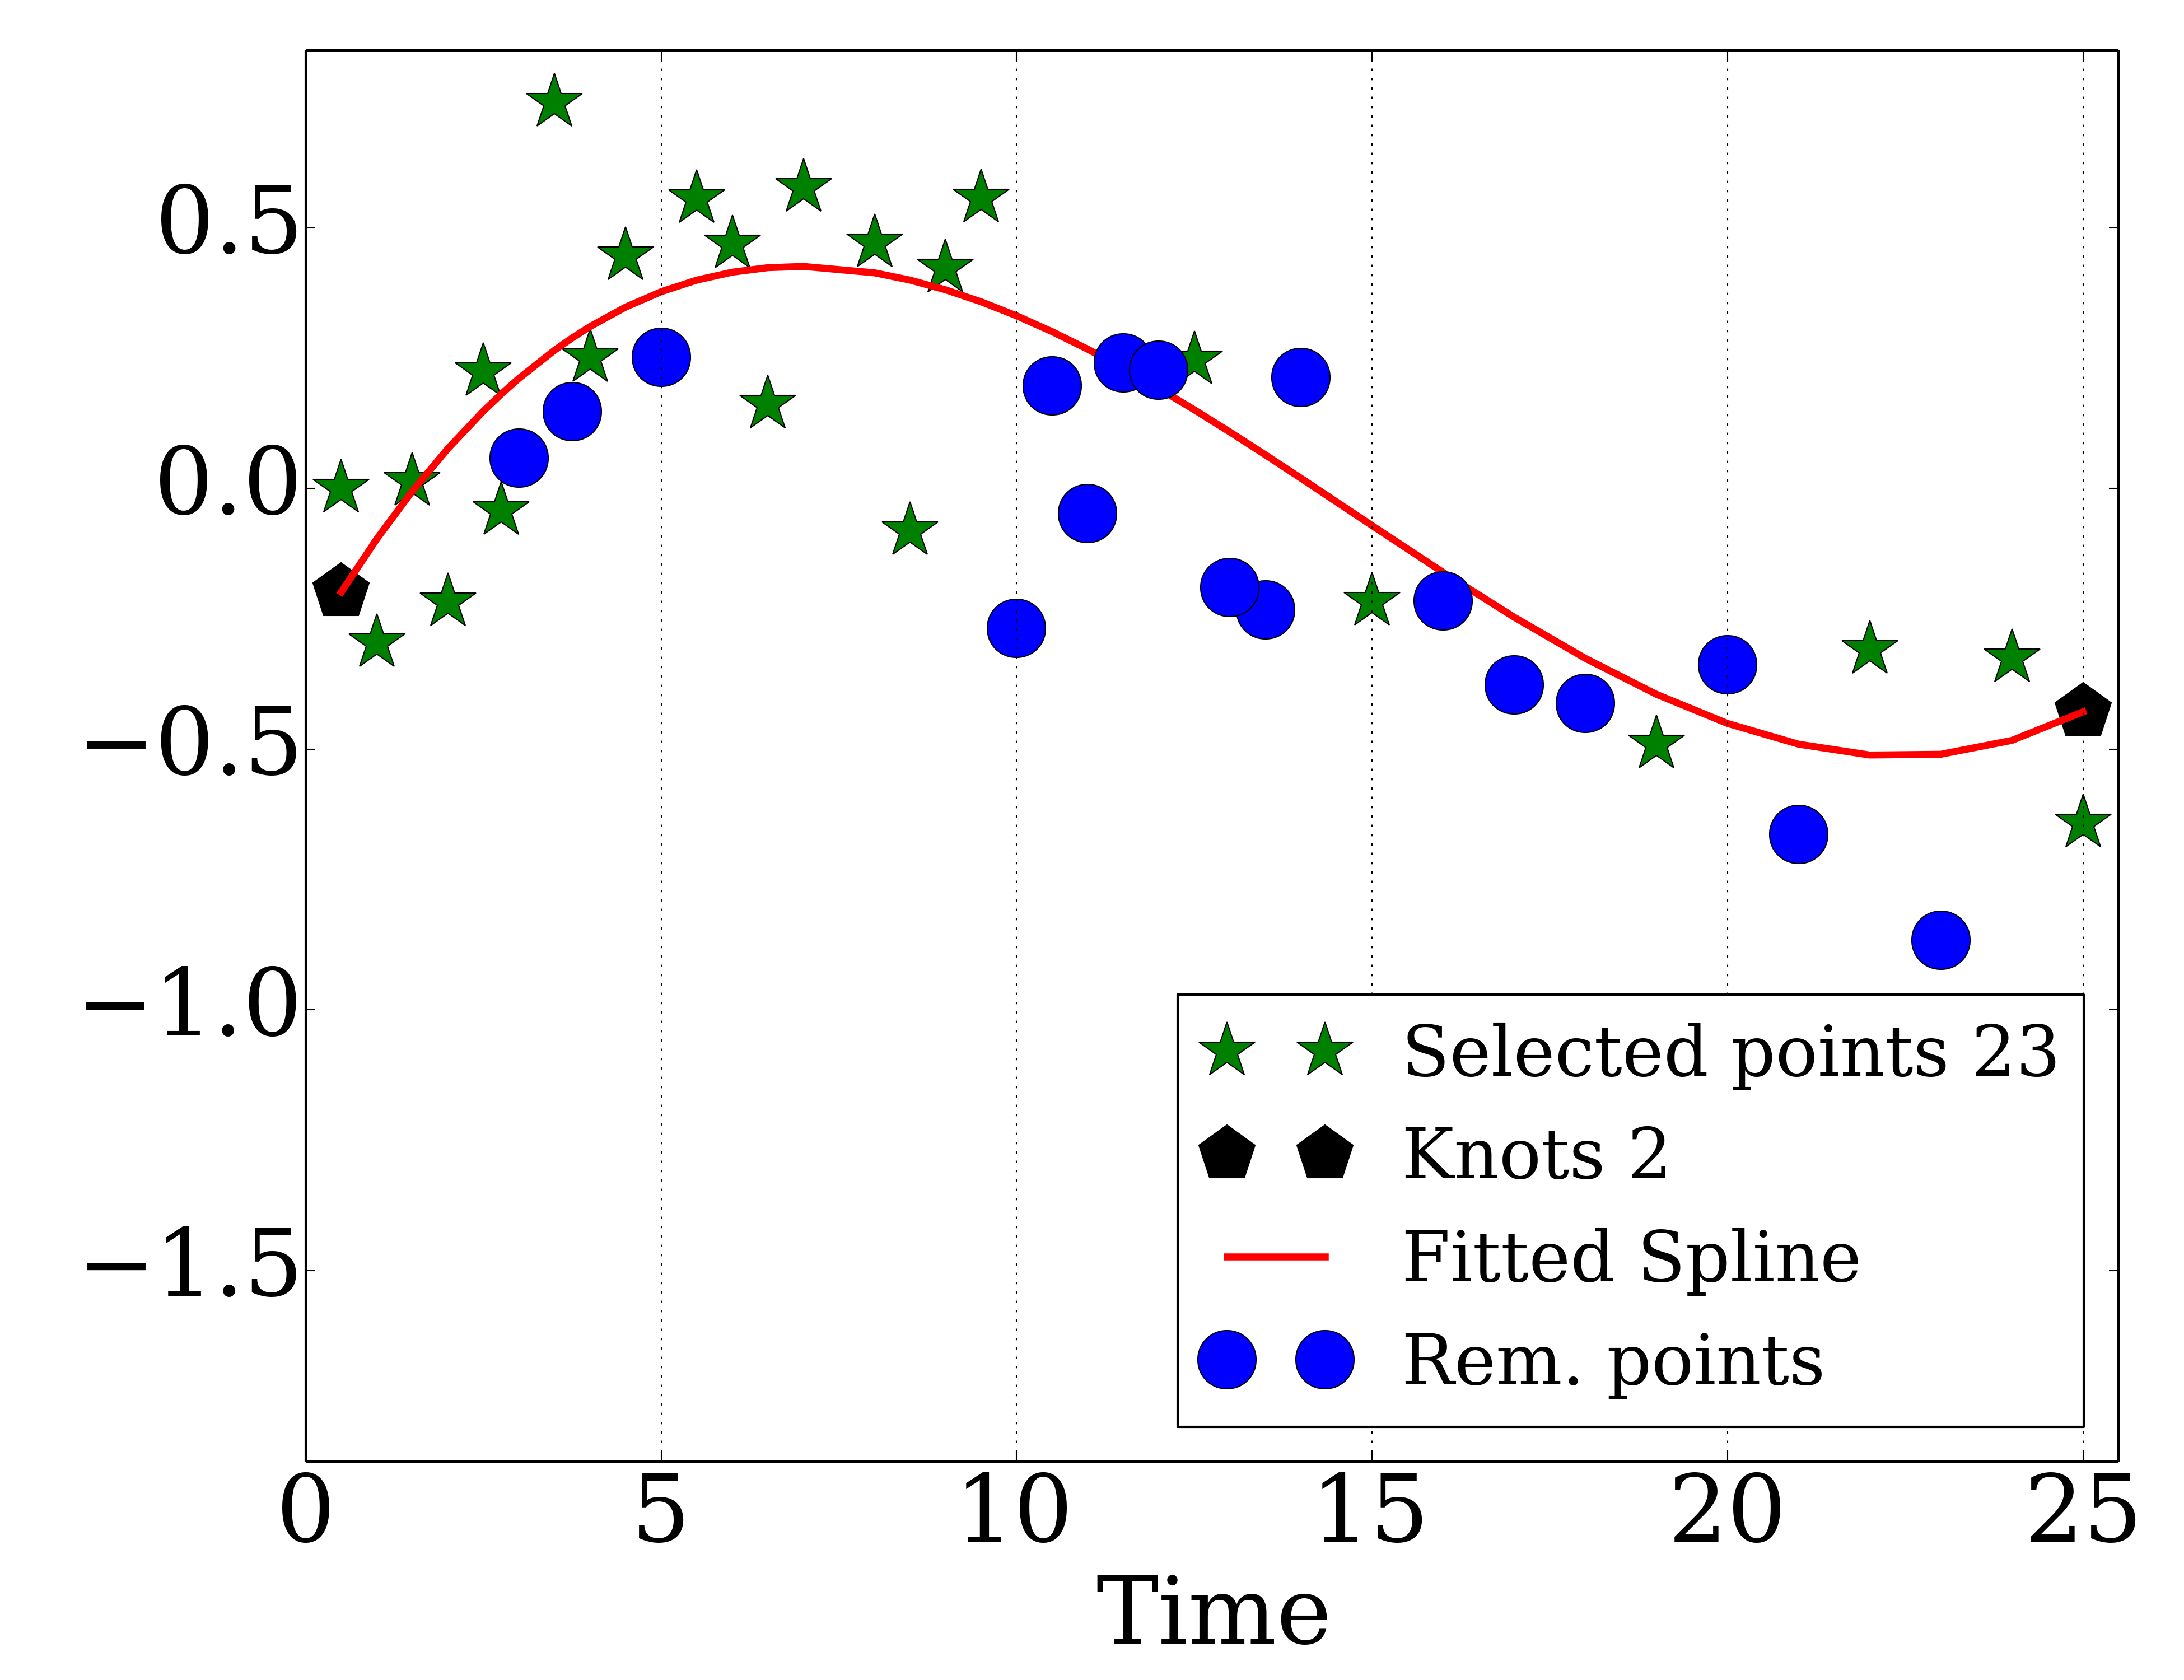 0.5
0.0
−0.5
−1.0
−1.5
Selected points 23
Knots 2
Fitted Spline
Rem. points
0 5 10 15 20 25
Time